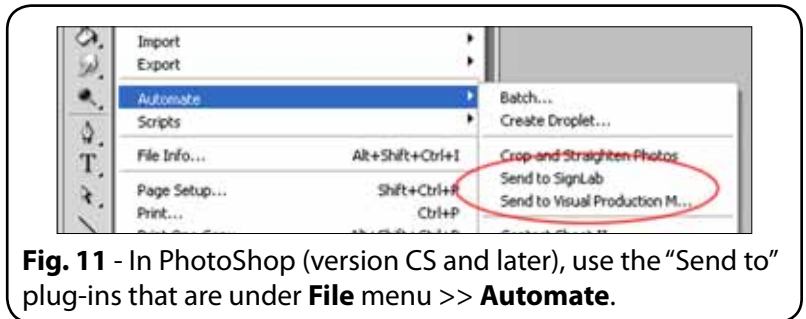 Import
Export
Automate
Batch...
Scripts
Create Droplet...
File Info... Alt+Shift+Ctrl+I
Crop and Straighten Photos
Send to SignLab
Page Setup... Shift+Ctrl+P
Send to Visual Production M...
Print... Ctrl+P
Fig. 11 - In PhotoShop (version CS and later), use the “Send to”
plug-ins that are under File menu >> Automate.